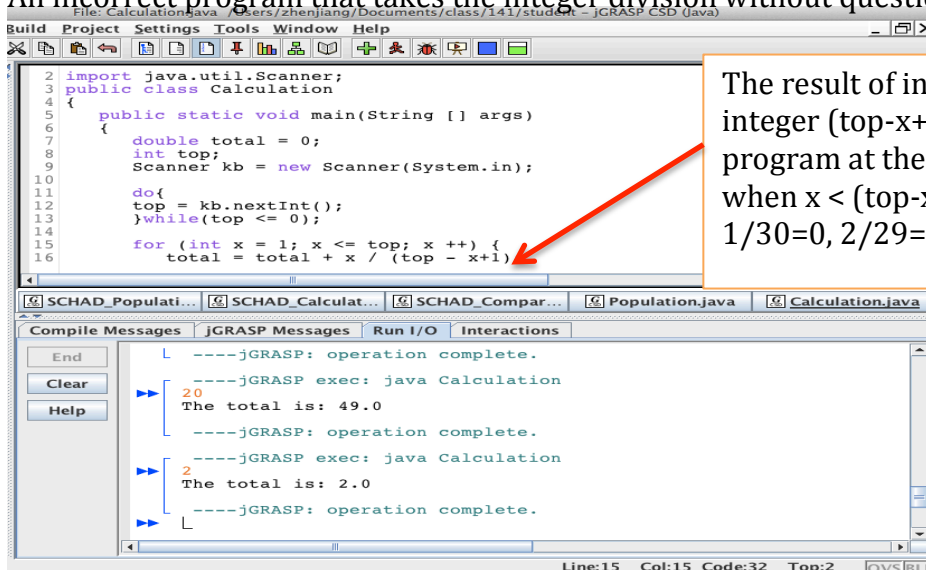 An incorrect program that takes the integer division without question
File: Calculation.java /Users/zhenjiang/Documents/class/141/student – jGRASP CSD (Java)
Build Project Settings Tools Window Help
2 import java.util.Scanner;
3 public class Calculation
4 {
5 public static void main(String [] args)
6 {
7 double total = 0;
8 int top;
9 Scanner kb = new Scanner(System.in);
10
11 do{
12 top = kb.nextInt();
13 }while(top <= 0);
14
15 for (int x = 1; x <= top; x ++) {
16 total = total + x / (top – x+1)
The result of in
integer (top-x+
program at the
when x < (top-x
1/30=0, 2/29=
SCHAD_Populati... SCHAD_Calculat... SCHAD_Compar... Population.java Calculation.java
Compile Messages jGRASP Messages Run I/O Interactions
End
Clear
Help
----jGRASP: operation complete.
----jGRASP exec: java Calculation
20
The total is: 49.0
----jGRASP: operation complete.
----jGRASP exec: java Calculation
2
The total is: 2.0
----jGRASP: operation complete.
Line:15 Col:15 Code:32 Top:2 OVS BL